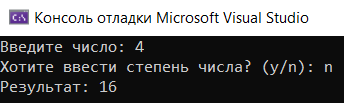 Консоль отладки Microsoft Visual Studio
Введите число: 4
Хотите ввести степень числа? (y/n): n
Результат: 16